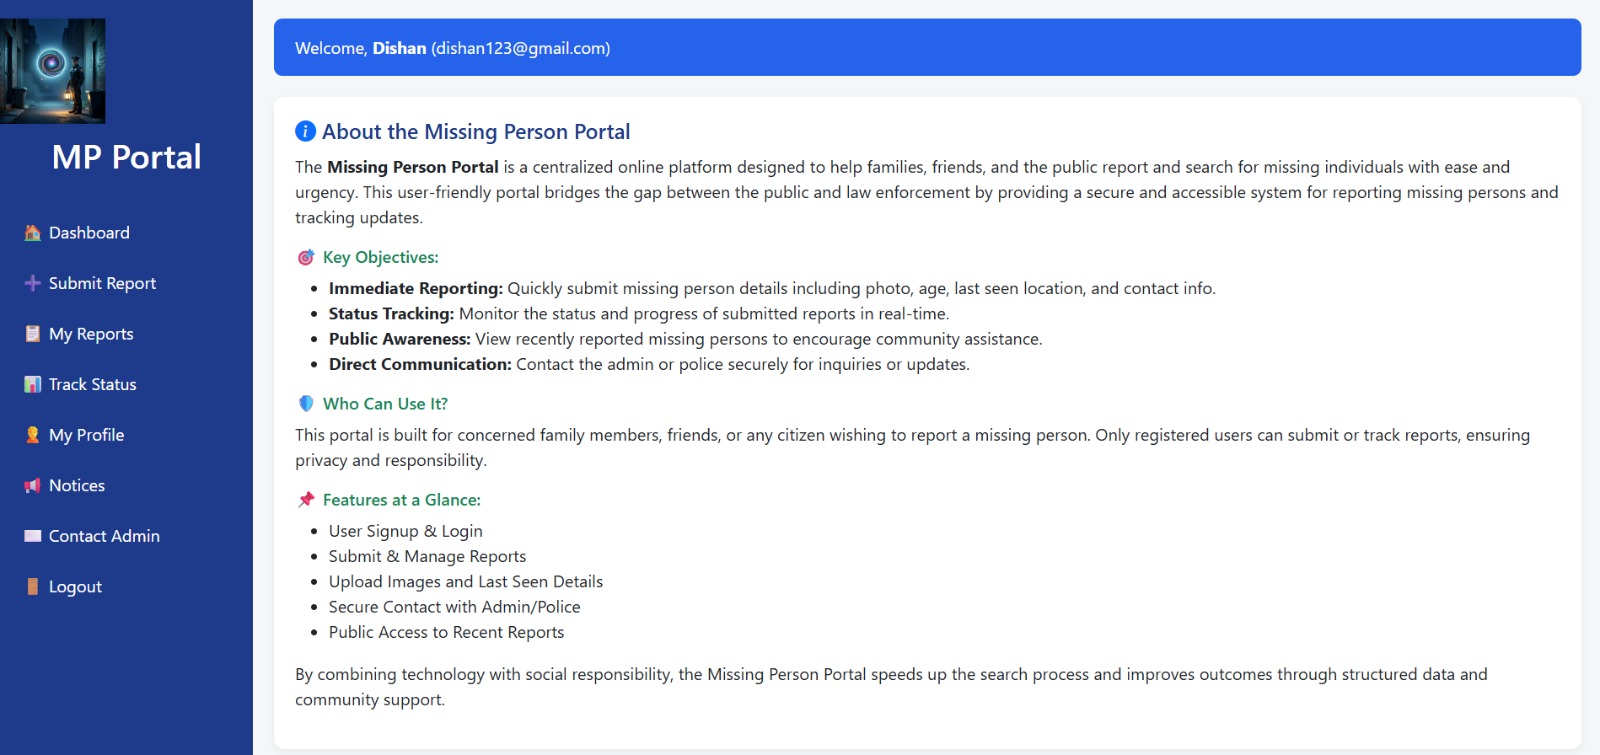 MP Portal
Dashboard
Submit Report
My Reports
Track Status
My Profile
Notices
Contact Admin
Logout
Welcome, Dishan (dishan123@gmail.com)
About the Missing Person Portal
The Missing Person Portal is a centralized online platform designed to help families, friends, and the public report and search for missing individuals with ease and
urgency. This user-friendly portal bridges the gap between the public and law enforcement by providing a secure and accessible system for reporting missing persons and
tracking updates.
Key Objectives:
• Immediate Reporting: Quickly submit missing person details including photo, age, last seen location, and contact info.
• Status Tracking: Monitor the status and progress of submitted reports in real-time.
• Public Awareness: View recently reported missing persons to encourage community assistance.
• Direct Communication: Contact the admin or police securely for inquiries or updates.
Who Can Use It?
This portal is built for concerned family members, friends, or any citizen wishing to report a missing person. Only registered users can submit or track reports, ensuring
privacy and responsibility.
Features at a Glance:
• User Signup & Login
• Submit & Manage Reports
• Upload Images and Last Seen Details
• Secure Contact with Admin/Police
• Public Access to Recent Reports
By combining technology with social responsibility, the Missing Person Portal speeds up the search process and improves outcomes through structured data and
community support.